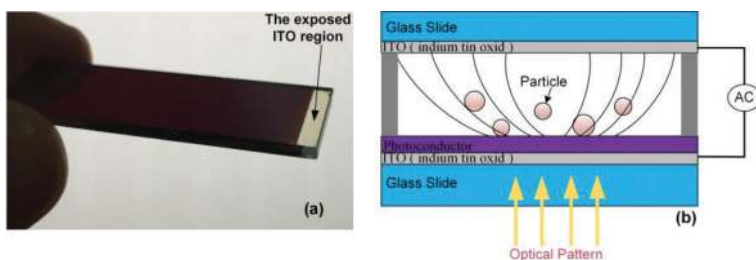 The exposed
ITO region
(a)
Glass Slide
ITO ( indium tin oxid )
Particle
AC
Photoconductor
ITO ( indium tin oxid )
Glass Slide
(b)
Optical Pattern